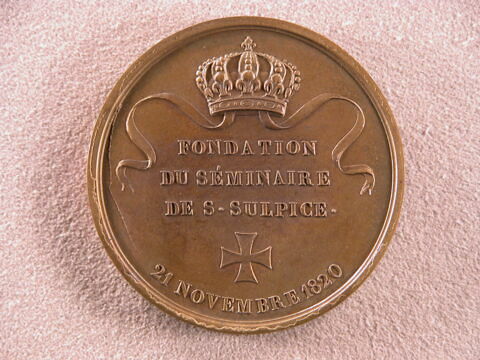 FONDATION
DU SÉMINAIRE
DE S-SULPICE-
21 NOVEMBRE 1820